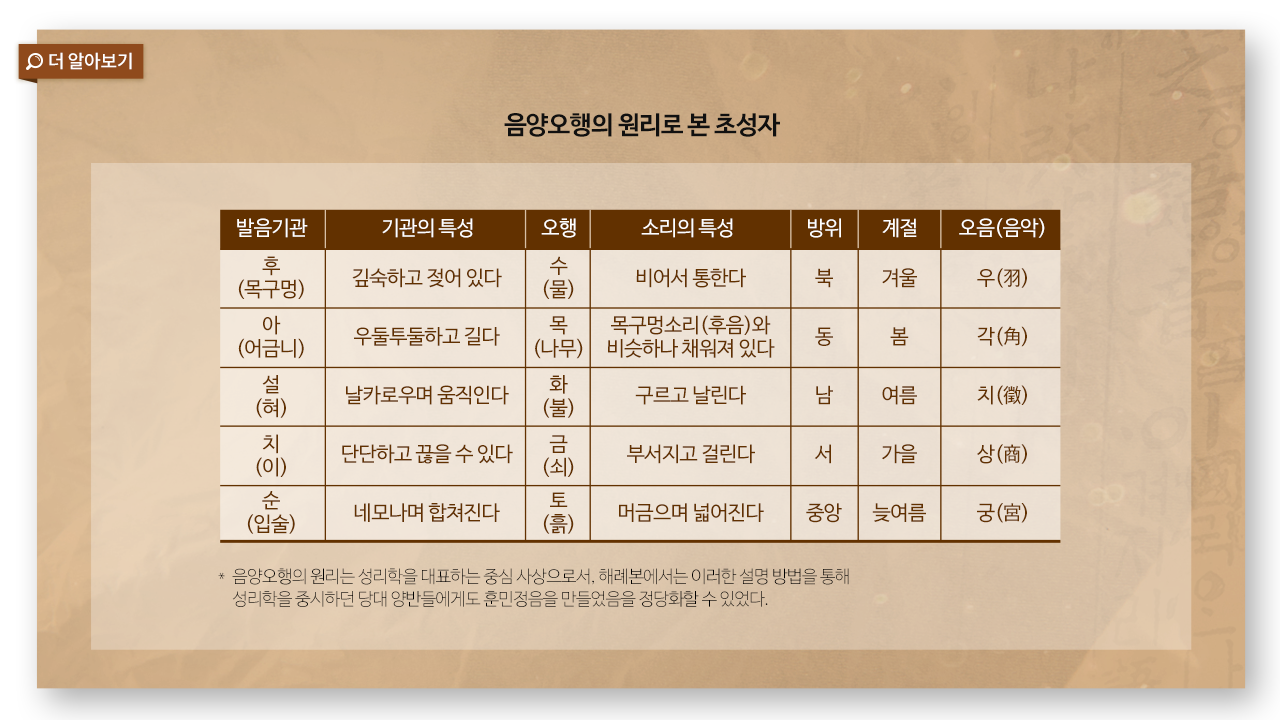 더 알아보기
음양오행의 원리로 본 초성자
발음기관 기관의 특성 오행 소리의 특성 방위 계절 오음(음악)
후
(목구멍) 깊숙하고 젖어 있다 수
(물) 비어서 통한다 북 겨울 우(羽)
아
(어금니) 우둘투둘하고 길다 목
(나무) 목구멍소리(후음)와
비슷하나 채워져 있다 동 봄 각(角)
설
(혀) 날카로우며 움직인다 화
(불) 구르고 날린다 남 여름 치(徵)
치
(이) 단단하고 끊을 수 있다 금
(쇠) 부서지고 걸린다 서 가을 상(商)
순
(입술) 네모나며 합쳐진다 토
(흙) 머금으며 넓어진다 중앙 늦여름 궁(宮)
* 음양오행의 원리는 성리학을 대표하는 중심 사상으로서, 해례본에서는 이러한 설명 방법을 통해
성리학을 중시하던 당대 양반들에게도 훈민정음을 만들었음을 정당화할 수 있었다.